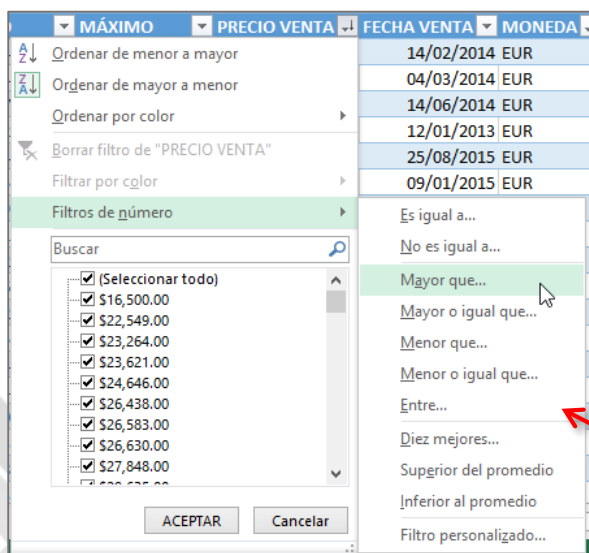 MÁXIMO PRECIO VENTA FECHA VENTA MONEDA
Ordenar de menor a mayor
Ordenar de mayor a menor
Ordenar por color
Borrar filtro de "PRECIO VENTA"
Filtrar por color
Filtros de número
Buscar
(Seleccionar todo)
$16,500.00
$22,549.00
$23,264.00
$23,621.00
$24,646.00
$26,438.00
$26,583.00
$26,630.00
$27,848.00
ACEPTAR Cancelar
14/02/2014 EUR
04/03/2014 EUR
14/06/2014 EUR
12/01/2013 EUR
25/08/2015 EUR
09/01/2015 EUR
Es igual a...
No es igual a...
Mayor que...
Mayor o igual que...
Menor que...
Menor o igual que...
Entre...
Diez mejores...
Superior del promedio
Inferior al promedio
Filtro personalizado...